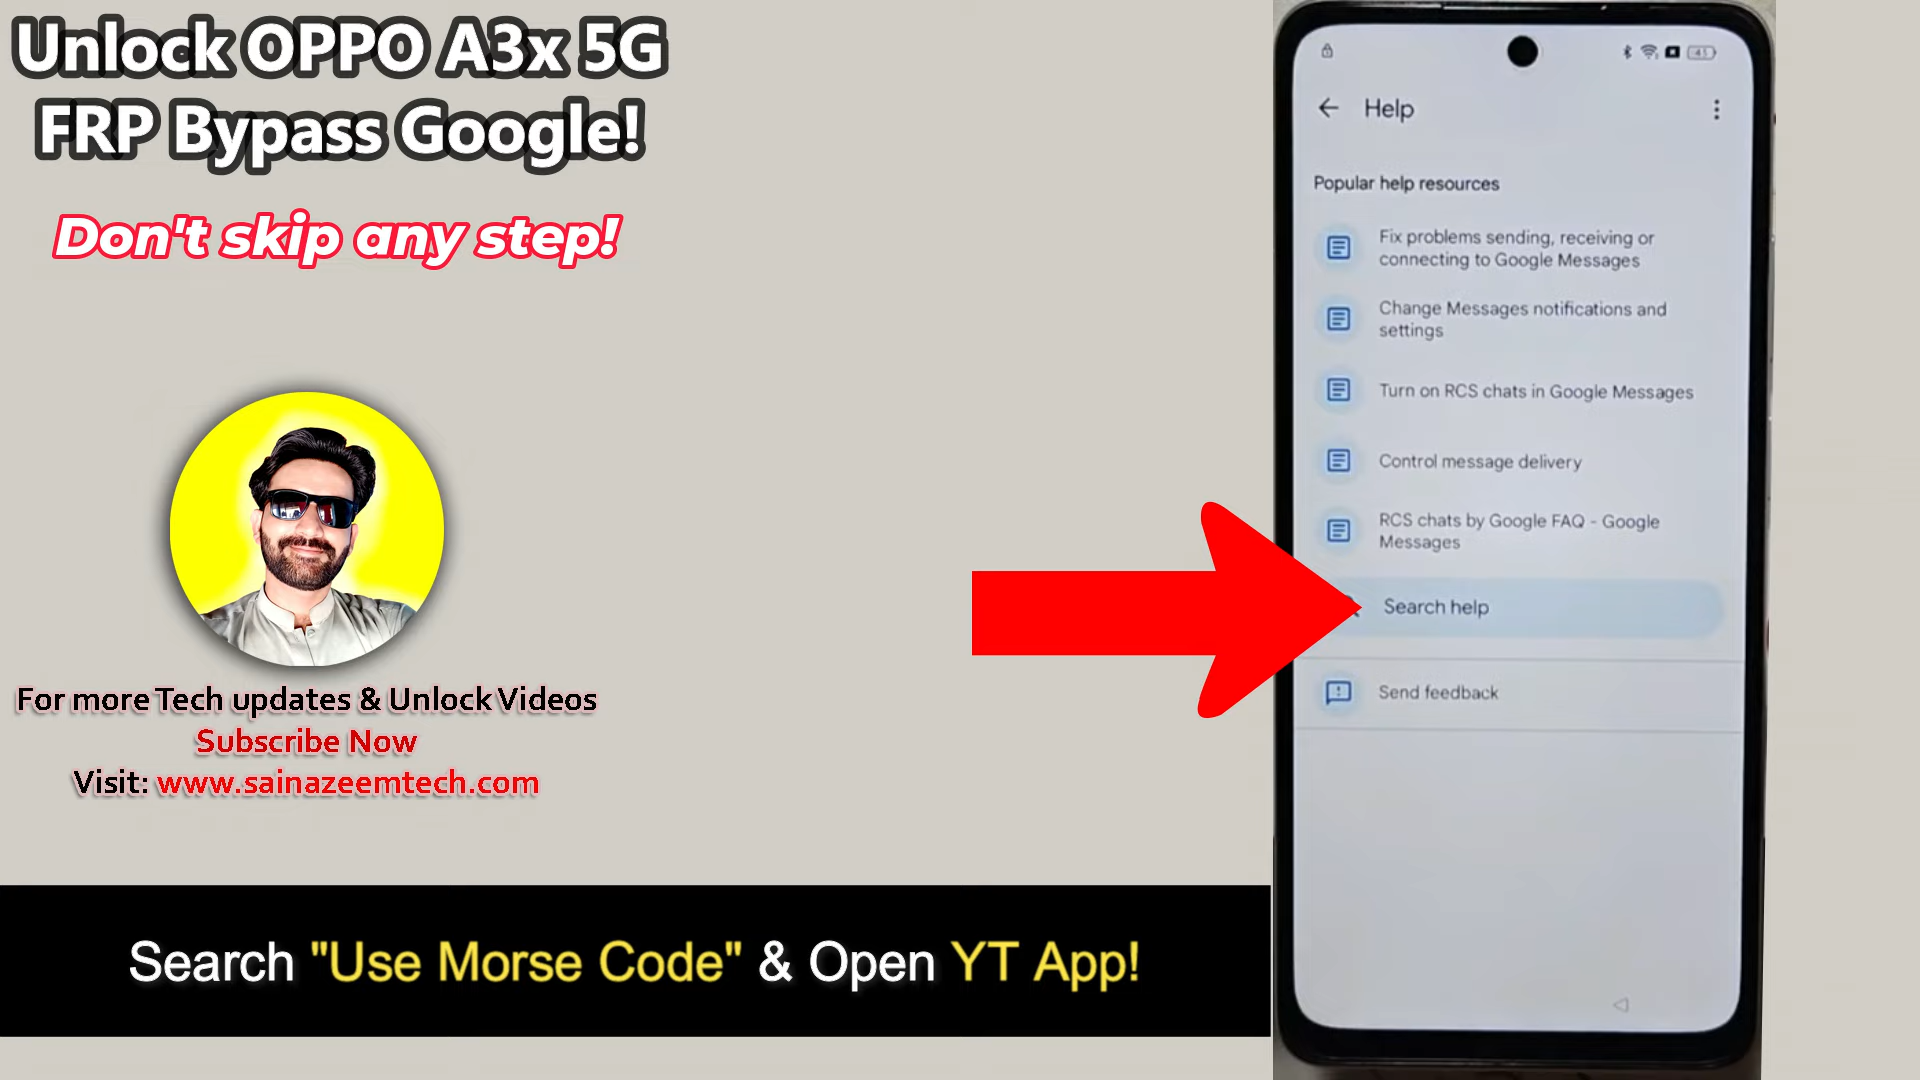 Unlock OPPO A3x 5G
FRP Bypass Google!
Don't skip any step!
For more Tech updates & Unlock Videos
Subscribe Now
Visit: www.sainazeemtech.com
Search "Use Morse Code" & Open YT App!
Help
Popular help resources
Fix problems sending, receiving or
connecting to Google Messages
Change Messages notifications and
settings
Turn on RCS chats in Google Messages
Control message delivery
RCS chats by Google FAQ - Google
Messages
Search help
Send feedback